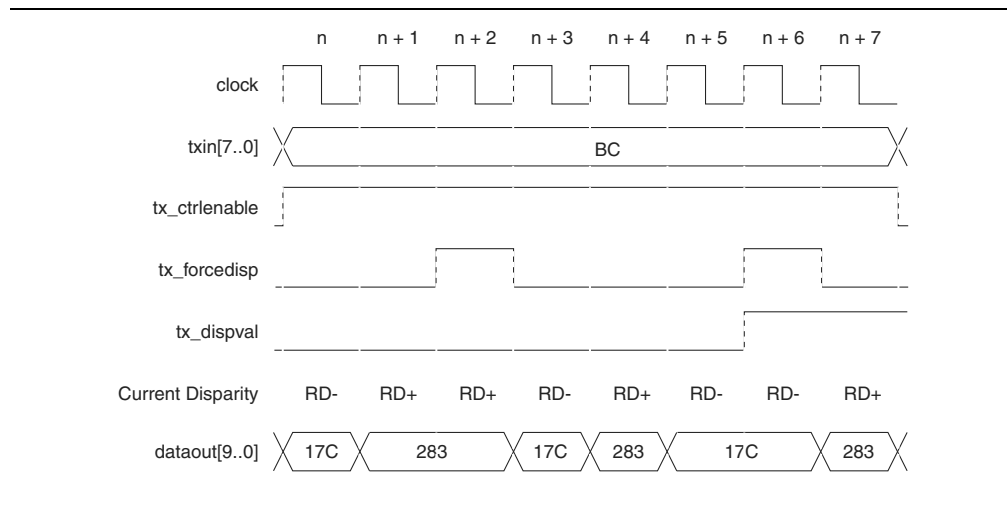 n n + 1 n + 2 n + 3 n + 4 n + 5 n + 6 n + 7
clock
txin[7..0] BC
tx_ctrlenable
tx_forcedisp
tx_dispval
Current Disparity RD- RD+ RD+ RD- RD+ RD- RD- RD+
dataout[9..0] 17C 283 17C 283 17C 283